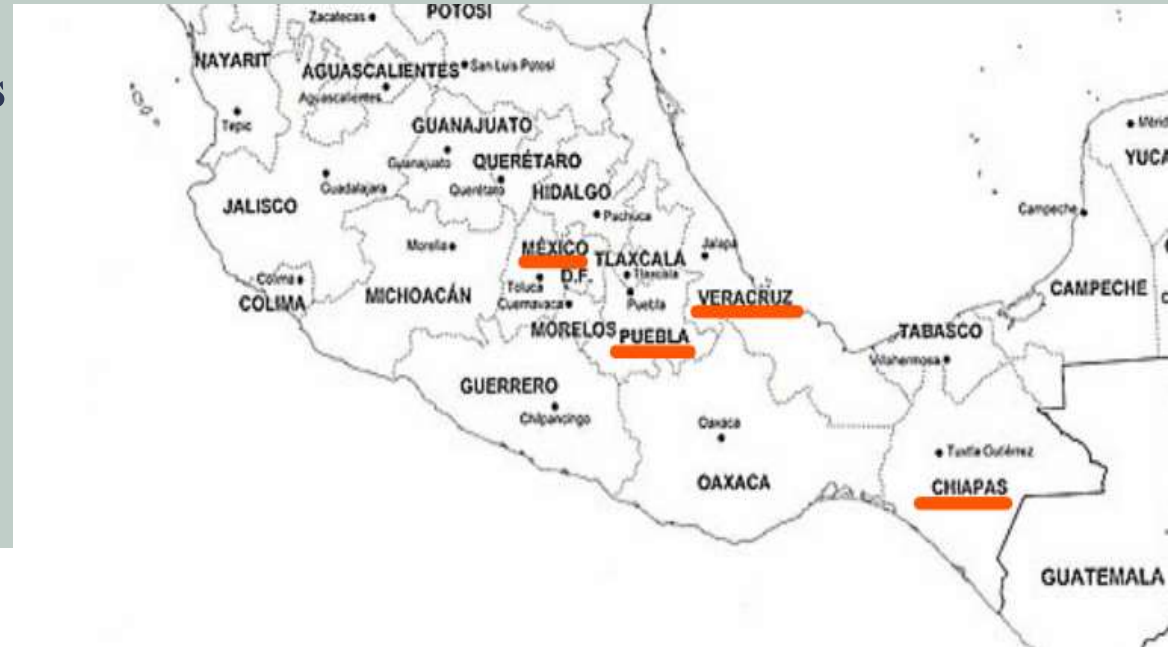 POTOSÍ
Zacatecas
NAYARIT
AGUASCALIENTES
San Luis Potosí
s
Aguascalientes
Tepic
GUANAJUATO
Mérid
Guanajuato
QUERÉTARO
YUCA
Querétaro
Guadalajara
HIDALGO
JALISCO
Pachuca
Campeche
Morelia
MÉXICO
Jalapa
TLAXCALA
Colima
Toluca
D.F.
Tlaxcala
COLIMA
MICHOACÁN
Cuernavaca
Puebla
VERACRUZ
CAMPECHE
MORELOS
PUEBLA
TABASCO
Villahermosa
GUERRERO
Chilpancingo
Oaxaca
Tuxtla Gutiérrez
OAXACA
CHIAPAS
GUATEMALA